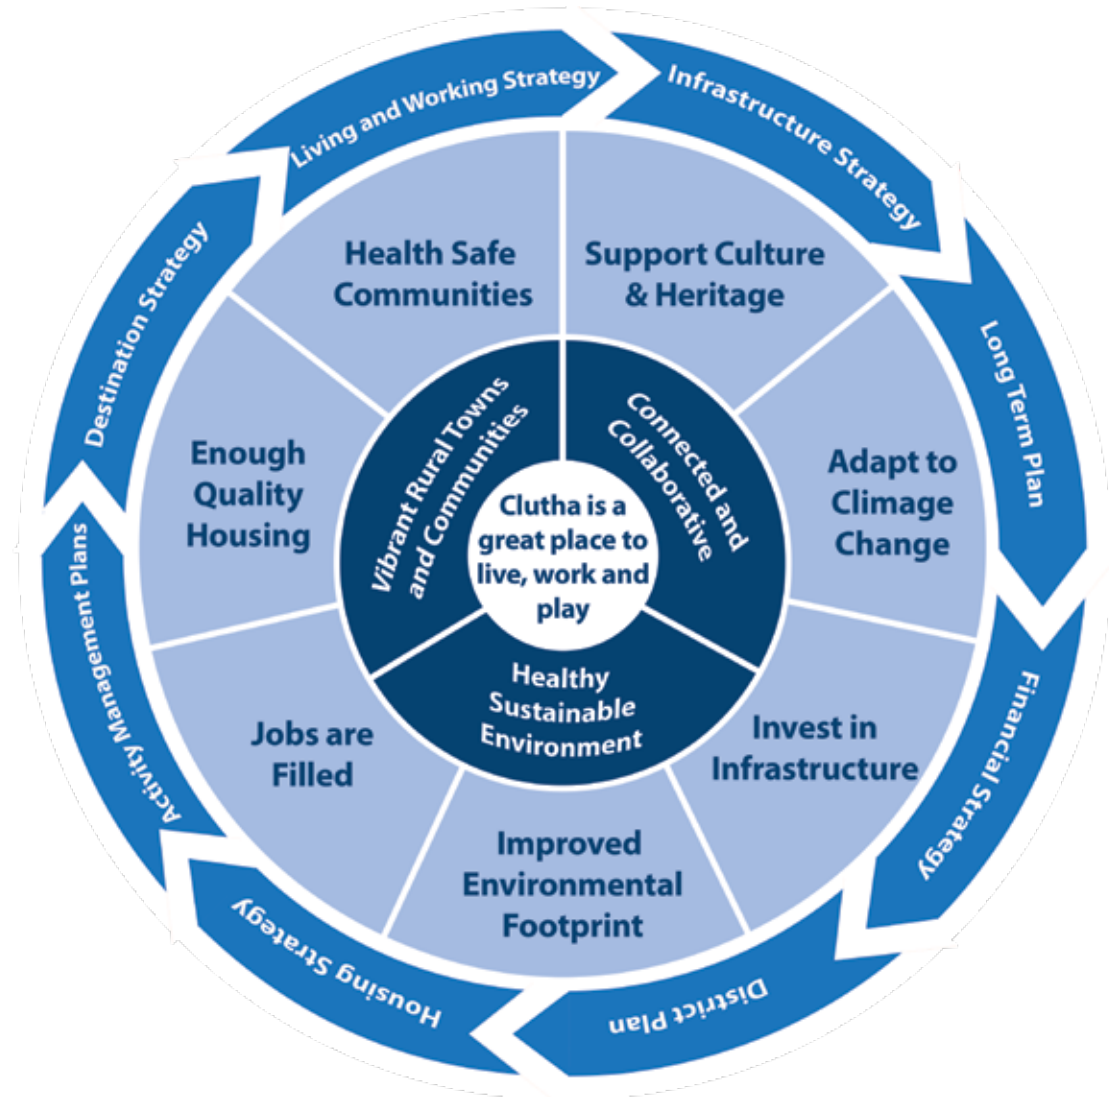 Living and Working Strategy
Infrastructure Strategy
Long Term Plan
Financial Strategy
District Plan
Housing Strategy
Activity Management Plans
Destination Strategy
Health Safe
Communities
Support Culture
& Heritage
Adapt to
Climage
Change
Invest in
Infrastructure
Improved
Environmental
Footprint
Jobs are
Filled
Enough
Quality
Housing
Vibrant Rural Towns
and Communities
Connected and
Collaborative
Healthy
Sustainable
Environment
Clutha is a
great place to
live, work and
play